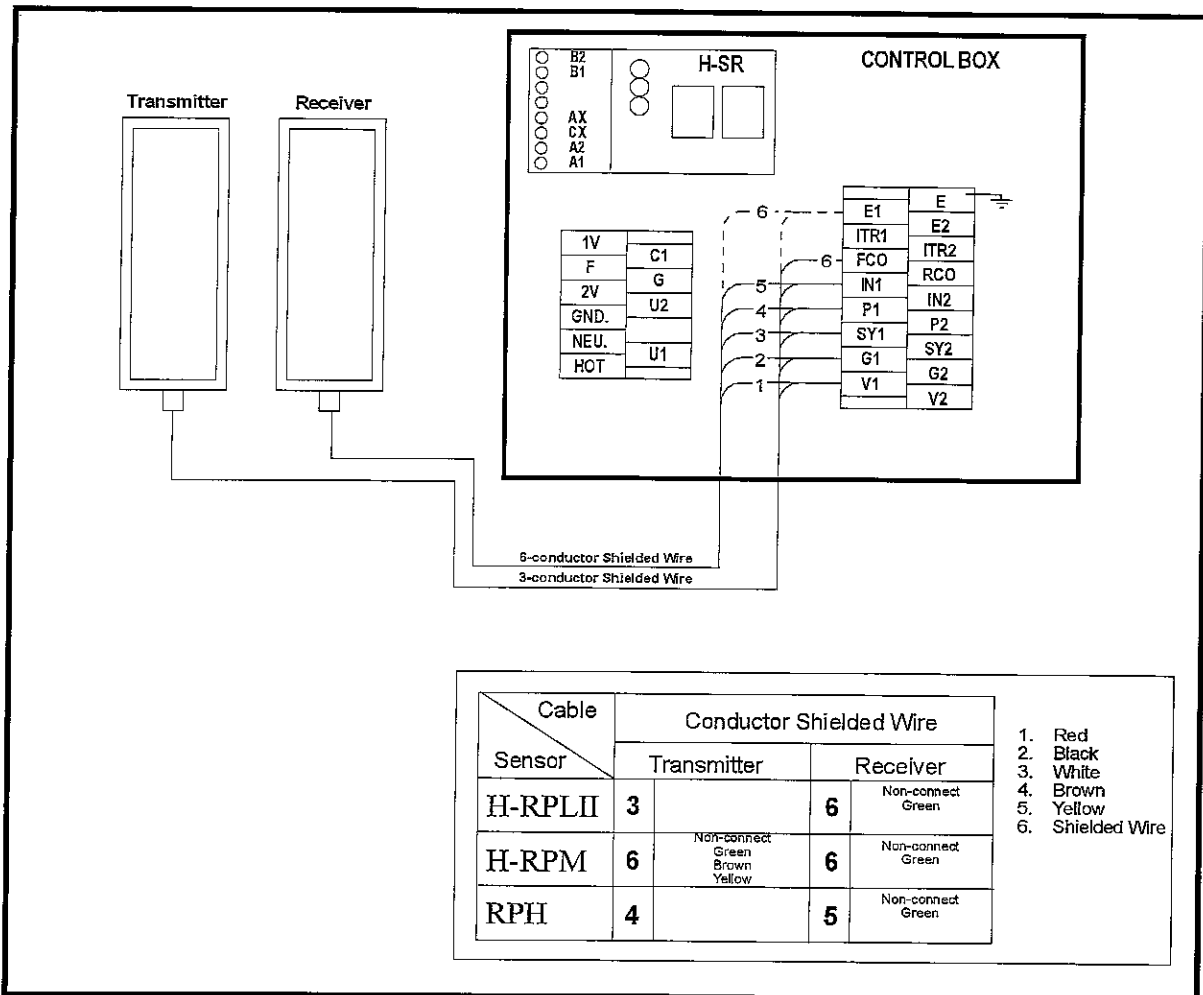 CONTROL BOX
H-SR
B2
B1
AX
CX
A2
A1
Transmitter
Receiver
1V
F
2V
GND.
NEU.
HOT
C1
G
U2
U1
6
6
5
4
3
2
1
E1
ITR1
FCO
IN1
P1
SY1
G1
V1
E
E2
ITR2
RCO
IN2
P2
SY2
G2
V2
6-conductor Shielded Wire
3-conductor Shielded Wire
Cable
Sensor
Conductor Shielded Wire
Transmitter
Receiver
H-RPLII
3
6
Non-connect
Green
H-RPM
6
Non-connect
Green
Brown
Yellow
6
Non-connect
Green
RPH
4
5
Non-connect
Green
1. Red
2. Black
3. White
4. Brown
5. Yellow
6. Shielded Wire